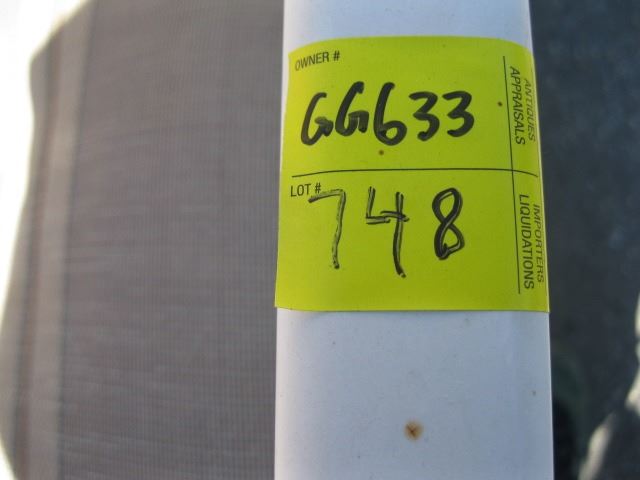 OWNER #
GG633
LOT #
748
ANTIQUES
APPRAISALS
IMPORTERS
LIQUIDATIONS